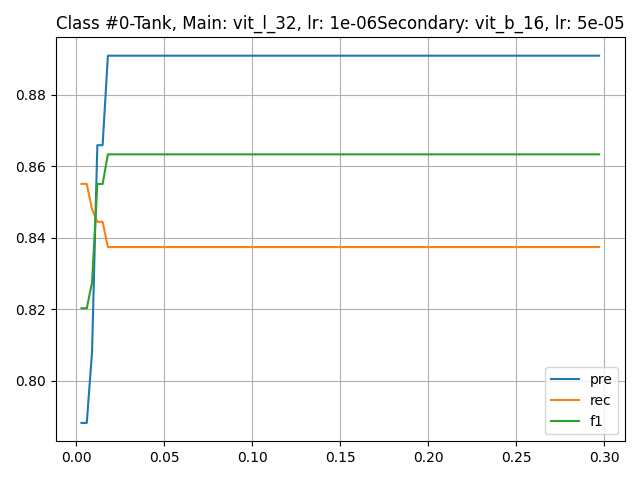 Class #0-Tank, Main: vit_l_32, lr: 1e-06Secondary: vit_b_16, lr: 5e-05
0.88
0.86
0.84
0.82
0.80
pre
rec
f1
0.00 0.05 0.10 0.15 0.20 0.25 0.30